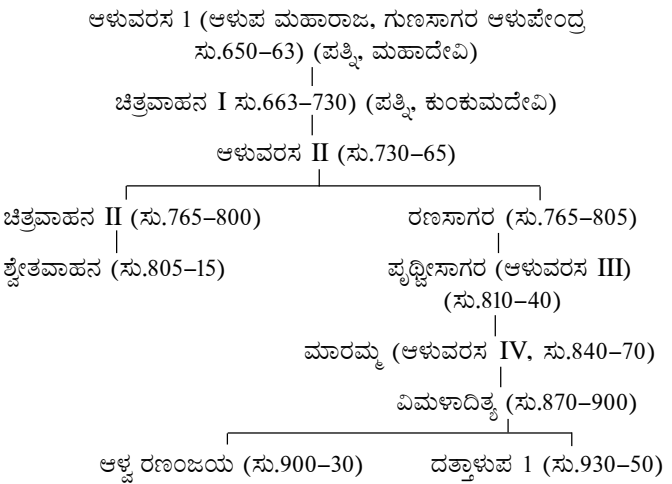 ಆಳುವರಸ 1 (ಆಳುಪ ಮಹಾರಾಜ, ಗುಣಸಾಗರ ಆಳುಪೇಂದ್ರ
ಸು.650–63) (ಪತ್ನಿ, ಮಹಾದೇವಿ)
ಚಿತ್ರವಾಹನ I ಸು.663–730) (ಪತ್ನಿ, ಕುಂಕುಮದೇವಿ)
ಆಳುವರಸ II (ಸು.730–65)
ಚಿತ್ರವಾಹನ II (ಸು.765–800) ರಣಸಾಗರ (ಸು.765–805)
ಶ್ವೇತವಾಹನ (ಸು.805–15) ಪೃಥ್ವೀಸಾಗರ (ಆಳುವರಸ III)
(ಸು.810–40)
ಮಾರಮ್ಮ (ಆಳುವರಸ IV, ಸು.840–70)
ವಿಮಳಾದಿತ್ಯ (ಸು.870–900)
ಆಳ್ವ ರಣಂಜಯ (ಸು.900–30) ದತ್ತಾಳುಪ 1 (ಸು.930–50)